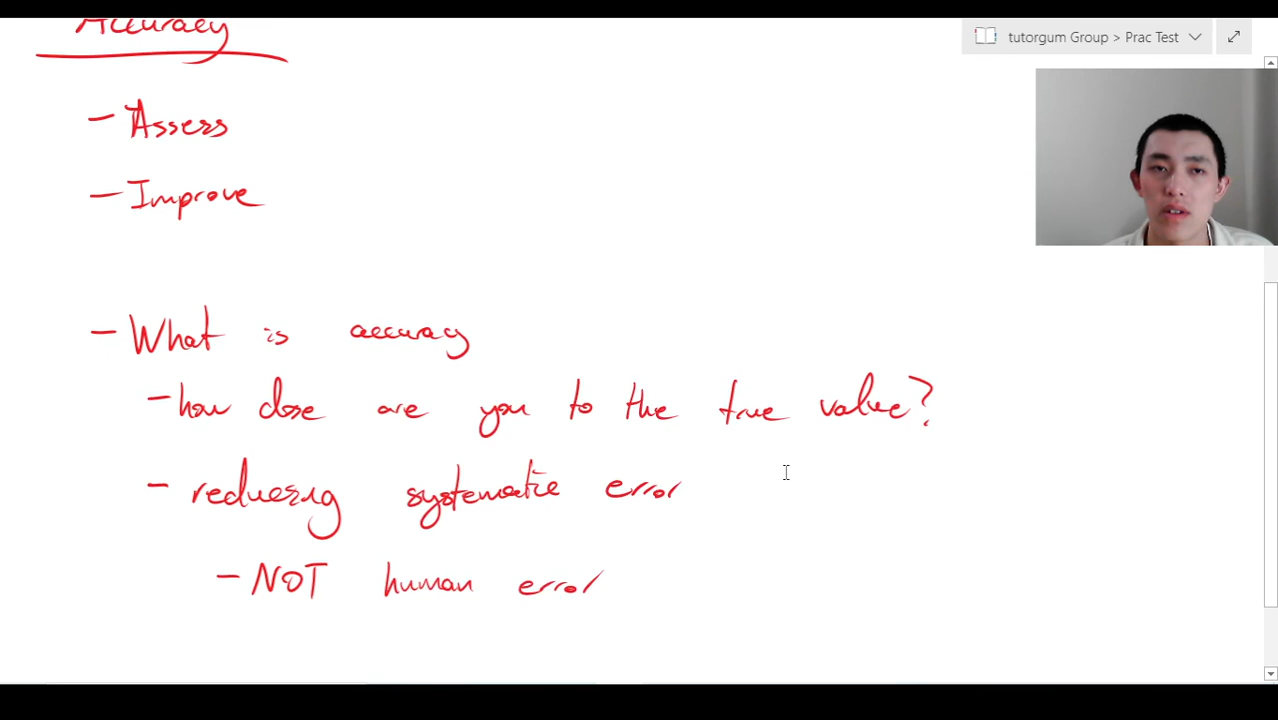 Accuracy
tutorgum Group > Prac Test
- Assess
- Improve
- What is accuracy
- how close are you to the true value?
- reducing systematic error
- NOT human error